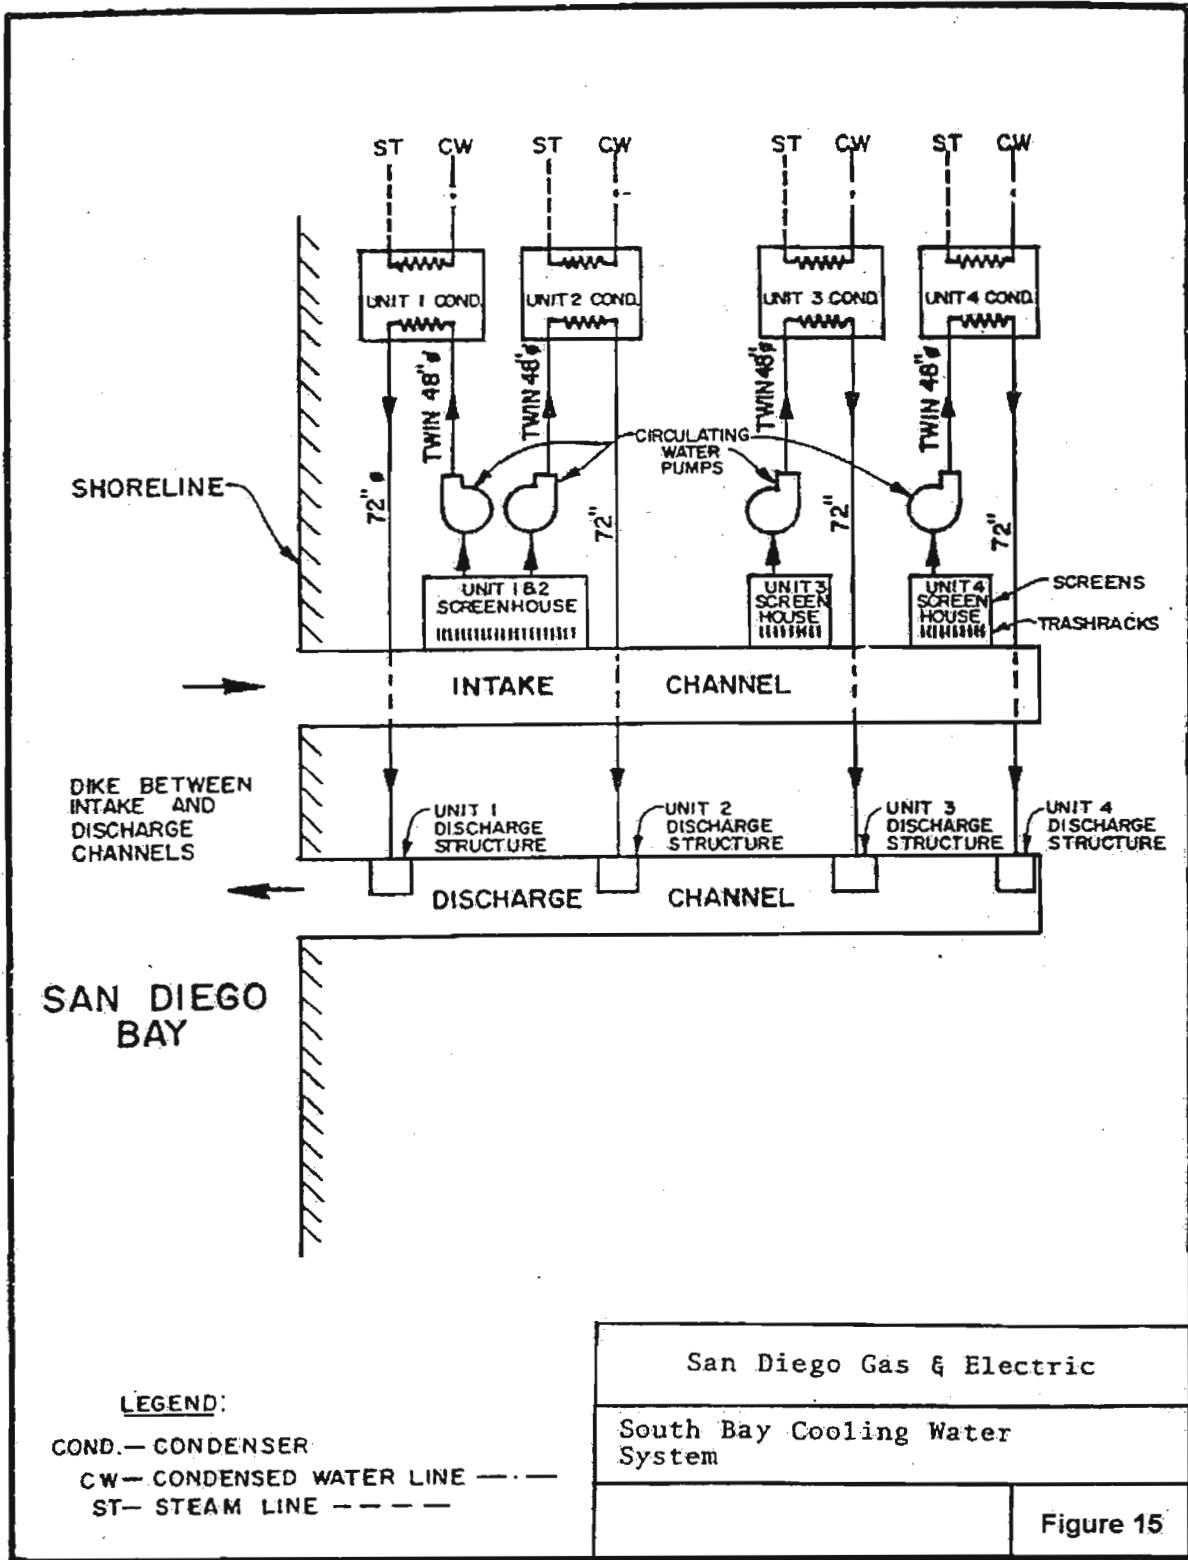 ST CW ST CW ST CW ST CW
UNIT 1 COND.
UNIT 2 COND.
UNIT 3 COND
UNIT 4 COND.
TWIN 48"ø
TWIN 48"ø
TWIN 48"ø
TWIN 48"ø
CIRCULATING
WATER
PUMPS
SHORELINE
72"ø
72"
72"
72"
UNIT 1&2
SCREENHOUSE
UNIT 3
SCREEN
HOUSE
UNIT 4
SCREEN
HOUSE
SCREENS
TRASHRACKS
INTAKE CHANNEL
DIKE BETWEEN
INTAKE AND
DISCHARGE
CHANNELS
UNIT 1
DISCHARGE
STRUCTURE
UNIT 2
DISCHARGE
STRUCTURE
UNIT 3
DISCHARGE
STRUCTURE
UNIT 4
DISCHARGE
STRUCTURE
DISCHARGE CHANNEL
SAN DIEGO
BAY
LEGEND:
COND.— CONDENSER
CW— CONDENSED WATER LINE —·—
ST— STEAM LINE ————
San Diego Gas & Electric
South Bay Cooling Water
System
Figure 15